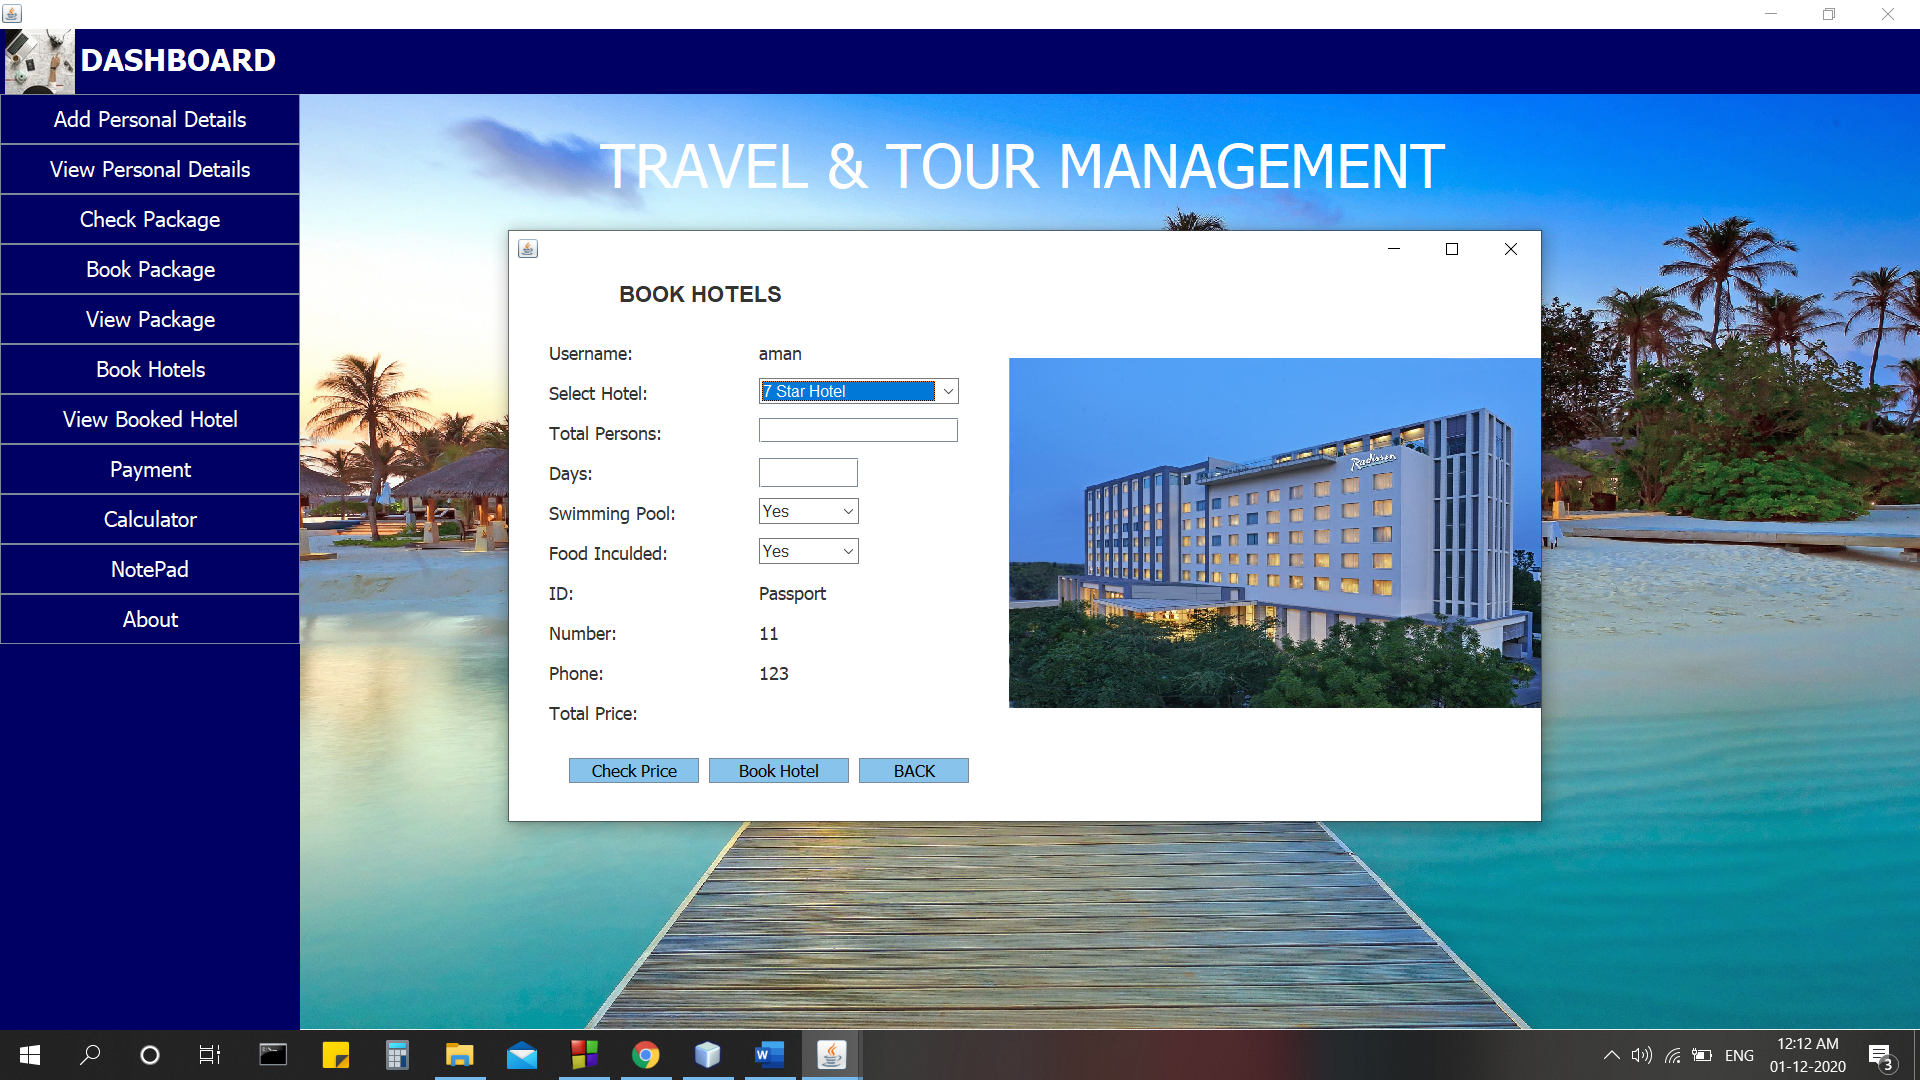 DASHBOARD
Add Personal Details
View Personal Details
Check Package
Book Package
View Package
Book Hotels
View Booked Hotel
Payment
Calculator
NotePad
About
TRAVEL & TOUR MANAGEMENT
BOOK HOTELS
Username: aman
Select Hotel: 7 Star Hotel
Total Persons:
Days:
Swimming Pool: Yes
Food Inculded: Yes
ID: Passport
Number: 11
Phone: 123
Total Price:
Check Price Book Hotel BACK
Radisson
W
ENG
12:12 AM
01-12-2020
3